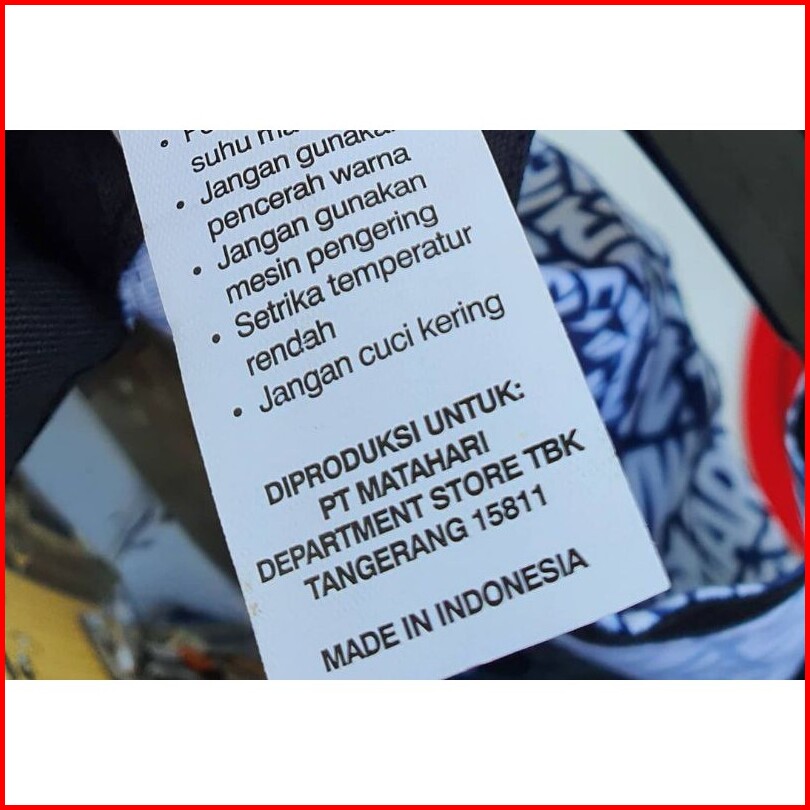 suhu
• Jangan gunakan
pencerah warna
• Jangan gunakan
mesin pengering
• Setrika temperatur
rendah
• Jangan cuci kering
DIPRODUKSI UNTUK:
PT MATAHARI
DEPARTMENT STORE TBK
TANGERANG 15811
MADE IN INDONESIA